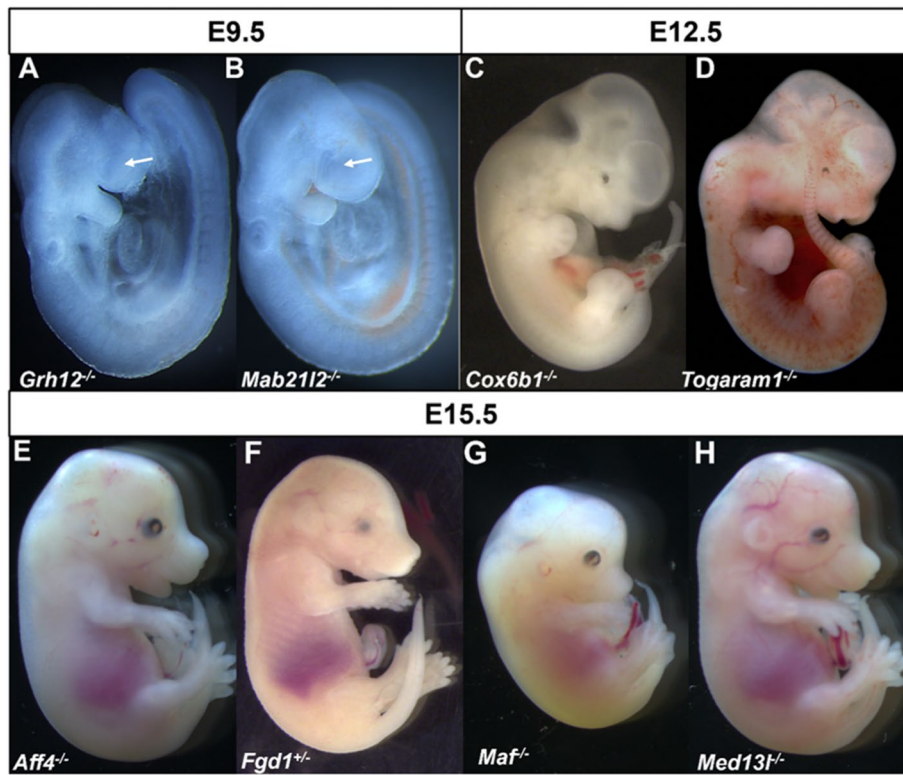 E9.5 E12.5
A B C D
Grh12-/- Mab21l2-/- Cox6b1-/- Togaram1-/-
E15.5
E F G H
Aff4-/- Fgd1+/- Maf-/- Med13l-/-